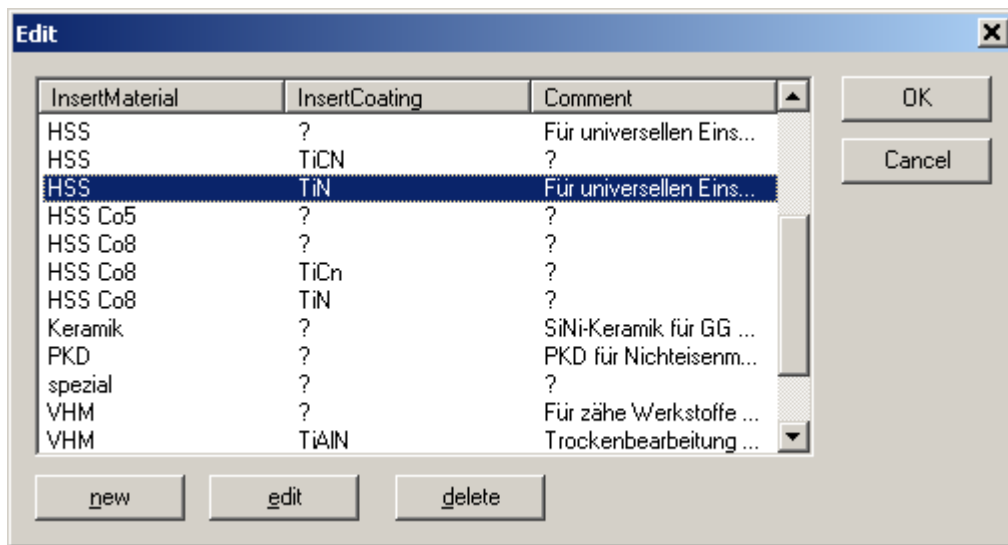 Edit
InsertMaterial InsertCoating Comment
HSS ? Für universellen Eins...
HSS TiCN ?
HSS TiN Für universellen Eins...
HSS Co5 ? ?
HSS Co8 ? ?
HSS Co8 TiCn ?
HSS Co8 TiN ?
Keramik ? SiNi-Keramik für GG ...
PKD ? PKD für Nichteisenm...
spezial ? ?
VHM ? Für zähe Werkstoffe ...
VHM TiAlN Trockenbearbeitung ...
OK
Cancel
new edit delete